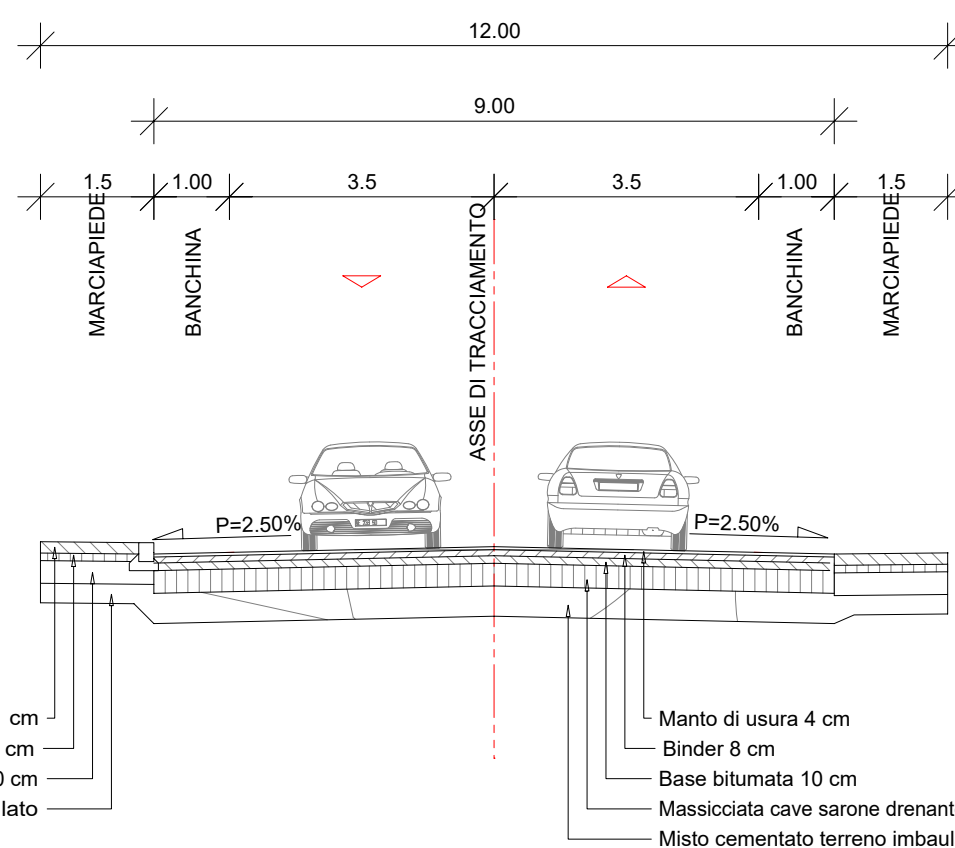 12.00
9.00
1.5 1.00 3.5 3.5 1.00 1.5
MARCIAPIEDE
BANCHINA
ASSE DI TRACCIAMENTO
BANCHINA
MARCIAPIEDE
P=2.50%
P=2.50%
cm
cm
0 cm
lato
Manto di usura 4 cm
Binder 8 cm
Base bitumata 10 cm
Massicciata cave sarone drenant
Misto cementato terreno imbaul